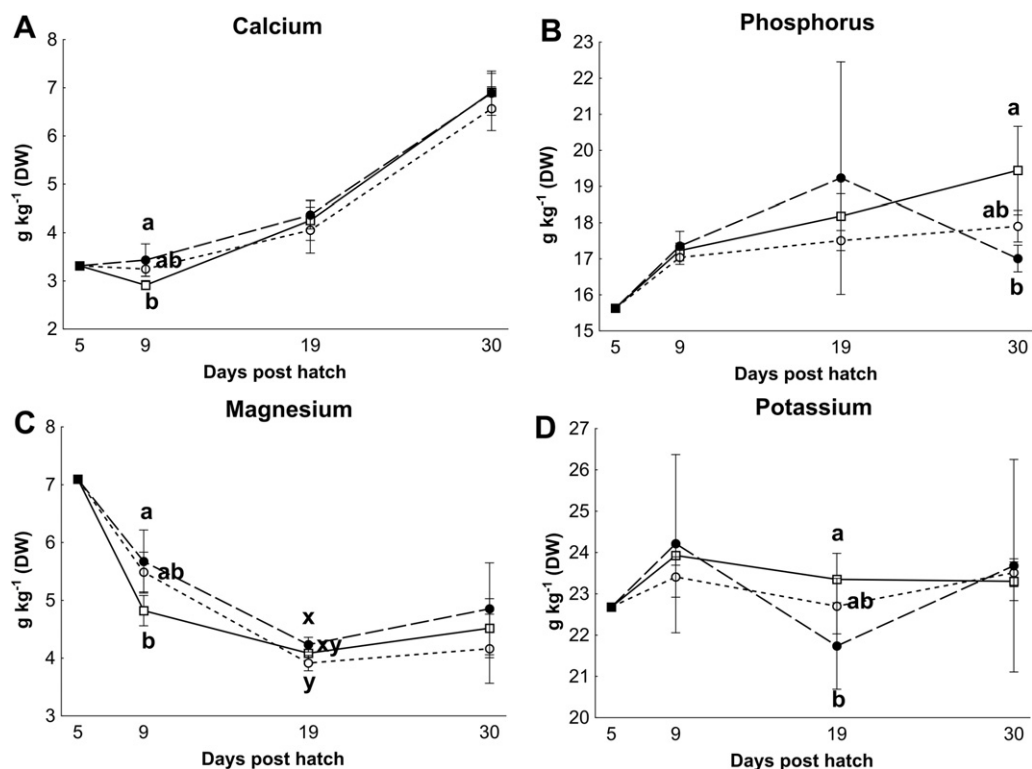 A
Calcium
8
7
6
5
4
3
2
g kg⁻¹ (DW)
a
ab
b
5 9 19 30
Days post hatch
B
Phosphorus
23
22
21
20
19
18
17
16
15
g kg⁻¹ (DW)
a
ab
b
5 9 19 30
Days post hatch
C
Magnesium
8
7
6
5
4
3
g kg⁻¹ (DW)
a
ab
b
x
xy
y
5 9 19 30
Days post hatch
D
Potassium
27
26
25
24
23
22
21
20
g kg⁻¹ (DW)
a
ab
b
5 9 19 30
Days post hatch